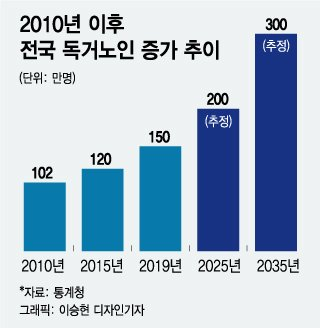 2010년 이후
전국 독거노인 증가 추이
(단위: 만명)
300
(추정)
200
(추정)
150
120
102
2010년 2015년 2019년 2025년 2035년
*자료: 통계청
그래픽: 이승현 디자인기자